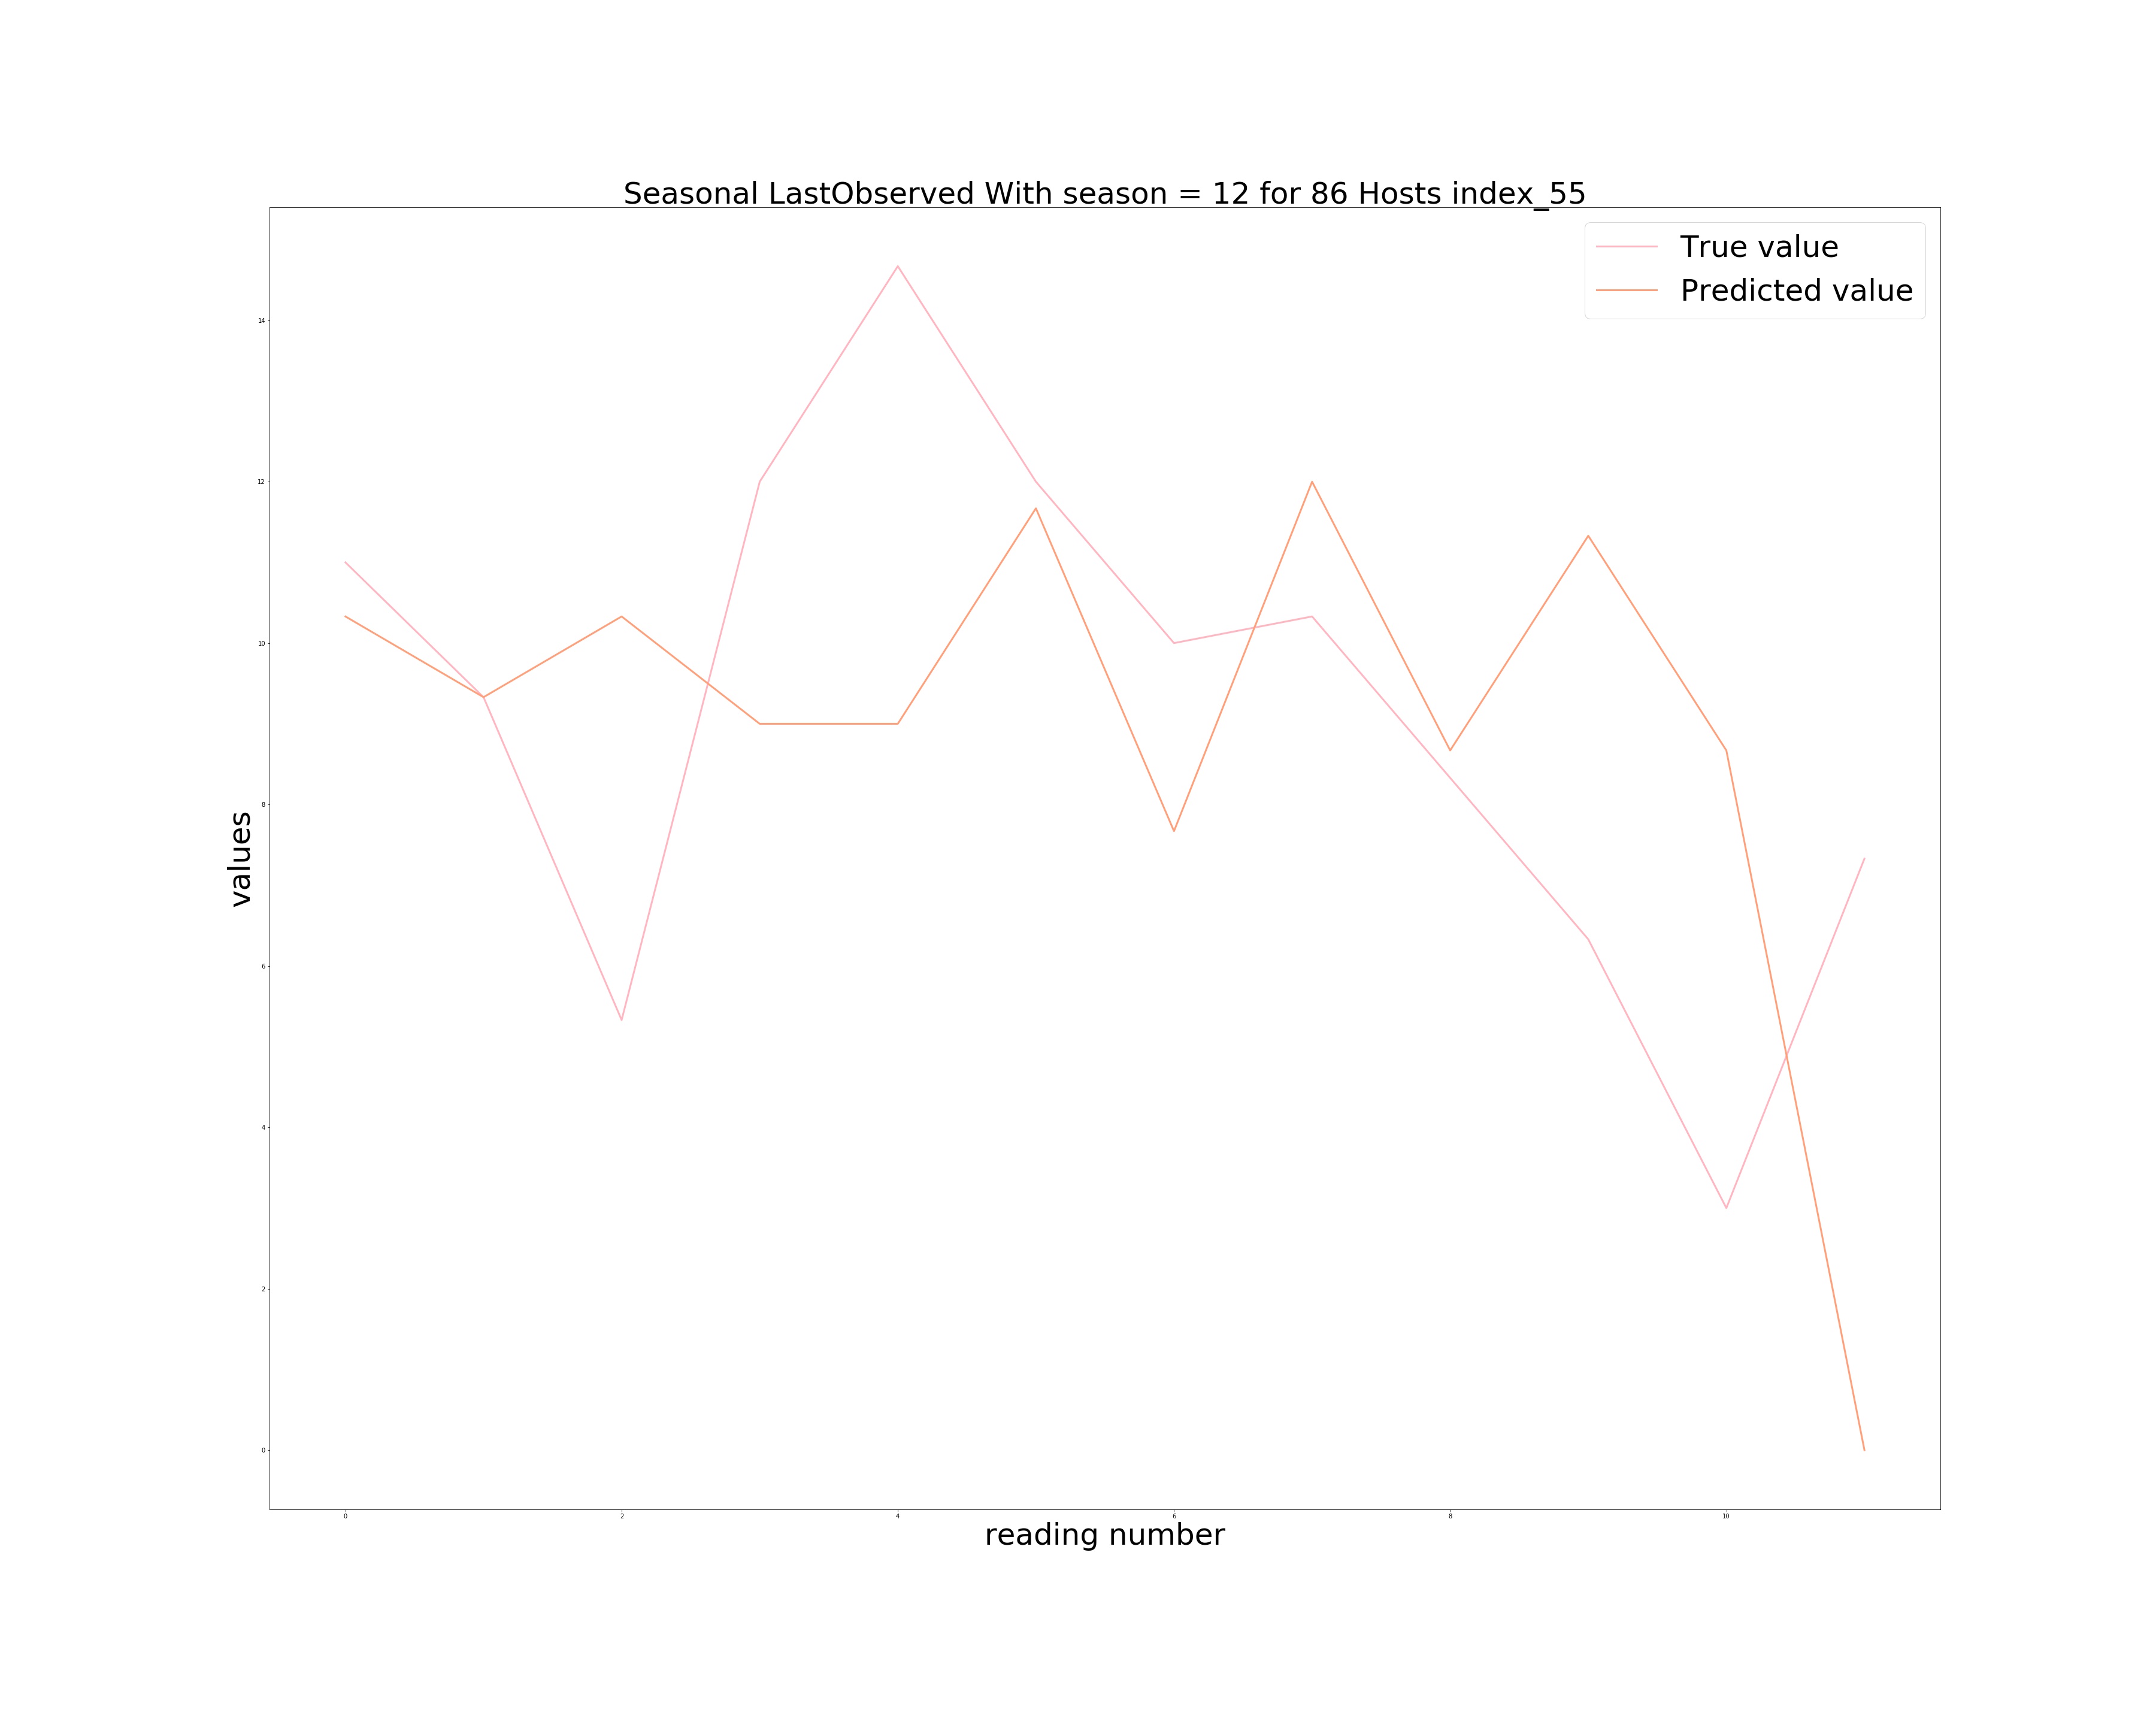 Seasonal LastObserved With season = 12 for 86 Hosts index_55
True value
Predicted value
14
12
10
8
6
4
2
0
values
0 2 4 6 8 10
reading number